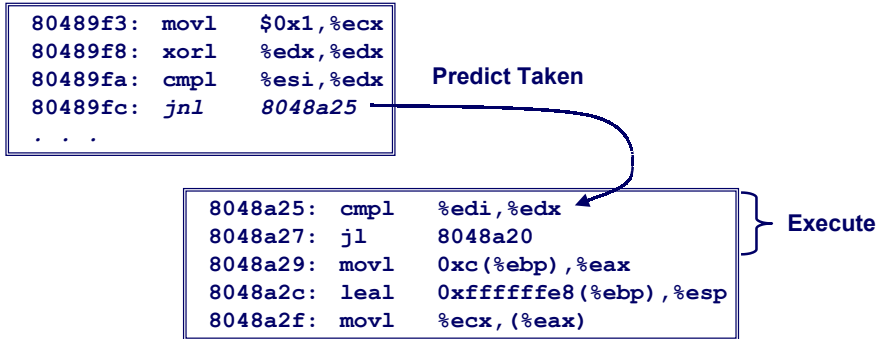 80489f3: movl $0x1,%ecx
80489f8: xorl %edx,%edx
80489fa: cmpl %esi,%edx
80489fc: jnl 8048a25
. . .
Predict Taken
8048a25: cmpl %edi,%edx
8048a27: jl 8048a20
8048a29: movl 0xc(%ebp),%eax
8048a2c: leal 0xffffffe8(%ebp),%esp
8048a2f: movl %ecx,(%eax)
Execute